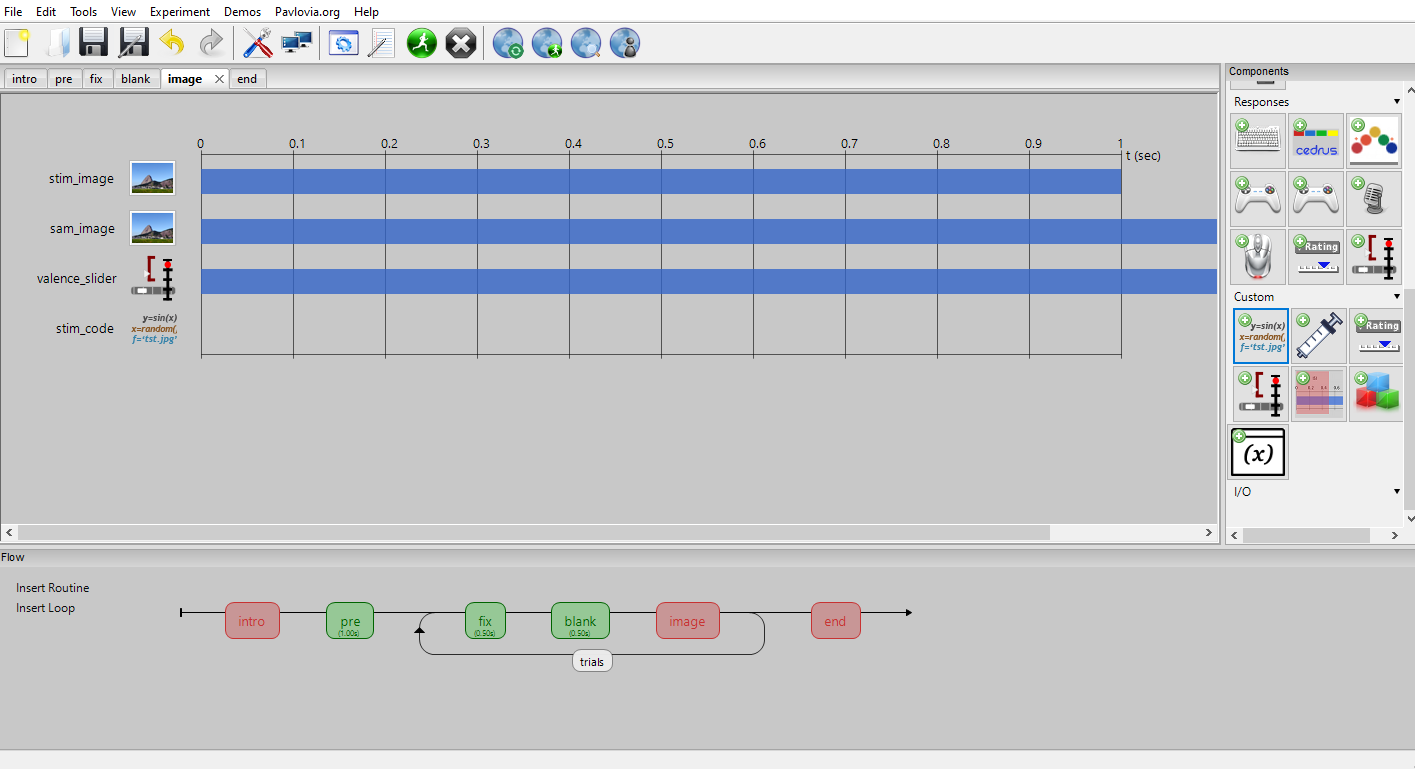 File Edit Tools View Experiment Demos Pavlovia.org Help
intro pre fix blank image end
Components
Responses
cedrus
Rating
Custom
y=sin(x)
x=random(,
f='tst.jpg'
Rating
(x)
I/O
0 0.1 0.2 0.3 0.4 0.5 0.6 0.7 0.8 0.9 1
t (sec)
stim_image
sam_image
valence_slider
stim_code
y=sin(x)
x=random(,
f='tst.jpg'
Flow
Insert Routine
Insert Loop
intro pre fix blank image end
(1.00s) (0.50s) (0.50s)
trials